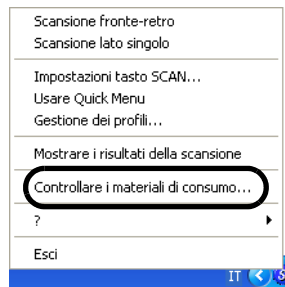 Scansione fronte-retro
Scansione lato singolo
Impostazioni tasto SCAN...
Usare Quick Menu
Gestione dei profili...
Mostrare i risultati della scansione
Controllare i materiali di consumo...
?
Esci
IT